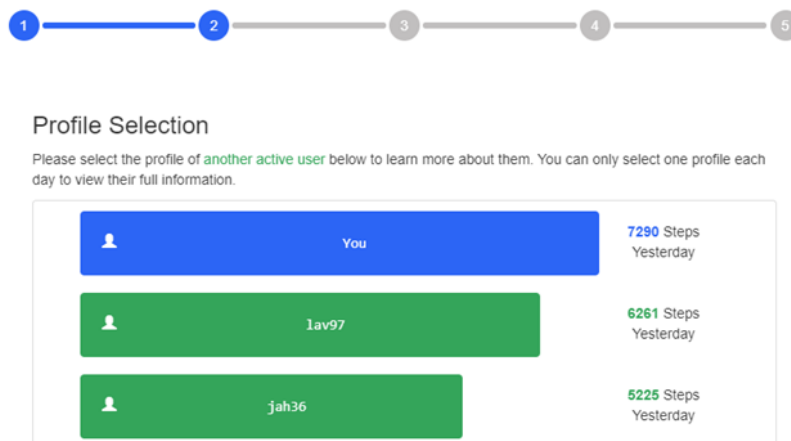 1 2 3 4 5
Profile Selection
Please select the profile of another active user below to learn more about them. You can only select one profile each
day to view their full information.
You
7290 Steps
Yesterday
lav97
6261 Steps
Yesterday
jah36
5225 Steps
Yesterday